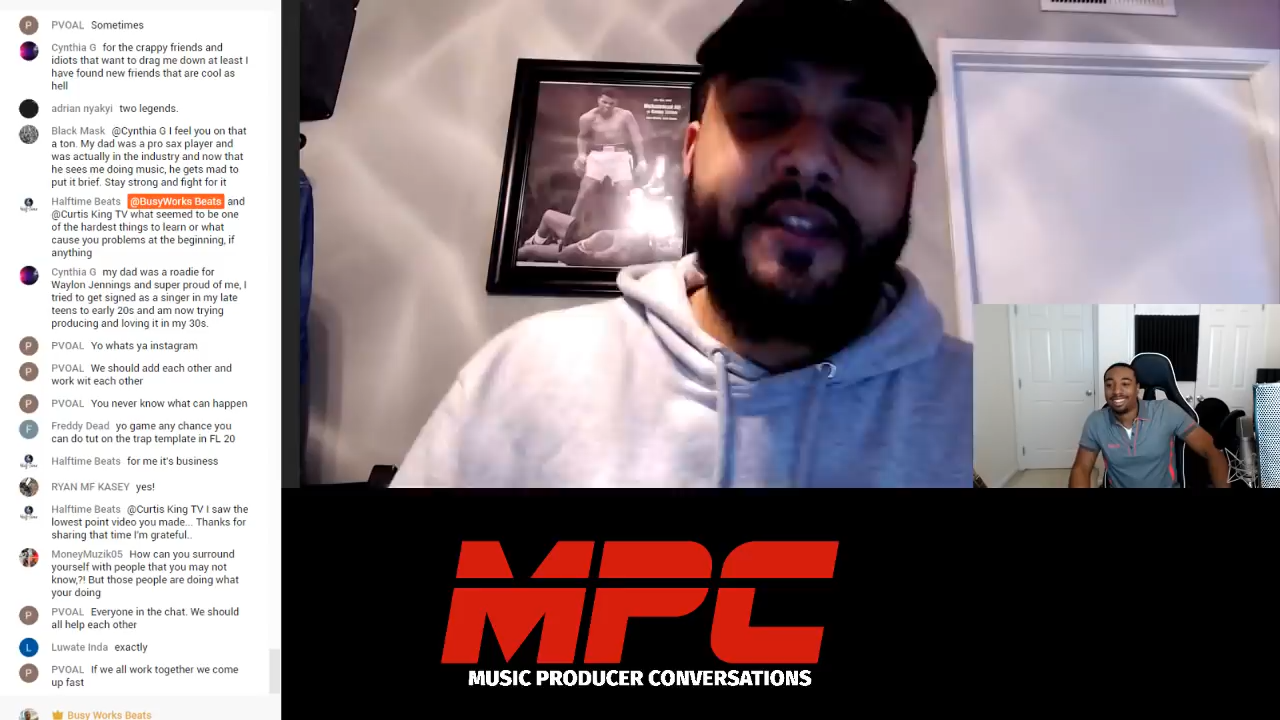 PVOAL Sometimes
Cynthia G for the crappy friends and
idiots that want to drag me down at least I
have found new friends that are cool as
hell
adrian nyakyi two legends.
Black Mask @Cynthia G I feel you on that
a ton. My dad was a pro sax player and
was actually in the industry and now that
he sees me doing music, he gets mad to
put it brief. Stay strong and fight for it
Halftime Beats @BusyWorks Beats and
@Curtis King TV what seemed to be one
of the hardest things to learn or what
cause you problems at the beginning, if
anything
Cynthia G my dad was a roadie for
Waylon Jennings and super proud of me, I
tried to get signed as a singer in my late
teens to early 20s and am now trying
producing and loving it in my 30s.
PVOAL Yo whats ya instagram
PVOAL We should add each other and
work wit each other
PVOAL You never know what can happen
Freddy Dead yo game any chance you
can do tut on the trap template in FL 20
Halftime Beats for me it's business
RYAN MF KASEY yes!
Halftime Beats @Curtis King TV I saw the
lowest point video you made... Thanks for
sharing that time I'm grateful..
MoneyMuzik05 How can you surround
yourself with people that you may not
know,?! But those people are doing what
your doing
PVOAL Everyone in the chat. We should
all help each other
Luwate Inda exactly
PVOAL If we all work together we come
up fast
Busy Works Beats
MPC
MUSIC PRODUCER CONVERSATIONS